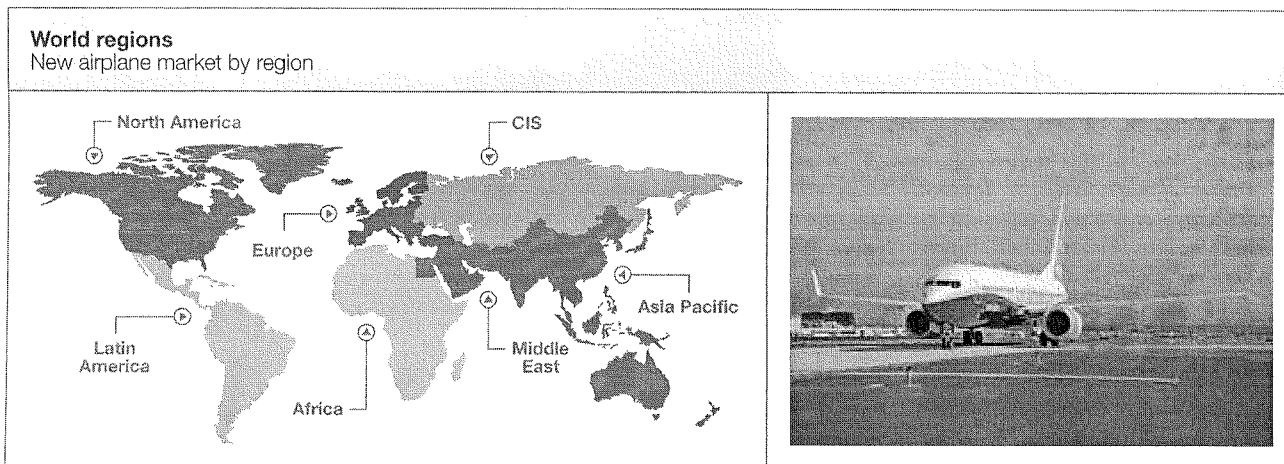 World regions
New airplane market by region
North America
CIS
Europe
Asia Pacific
Latin
America
Middle
East
Africa